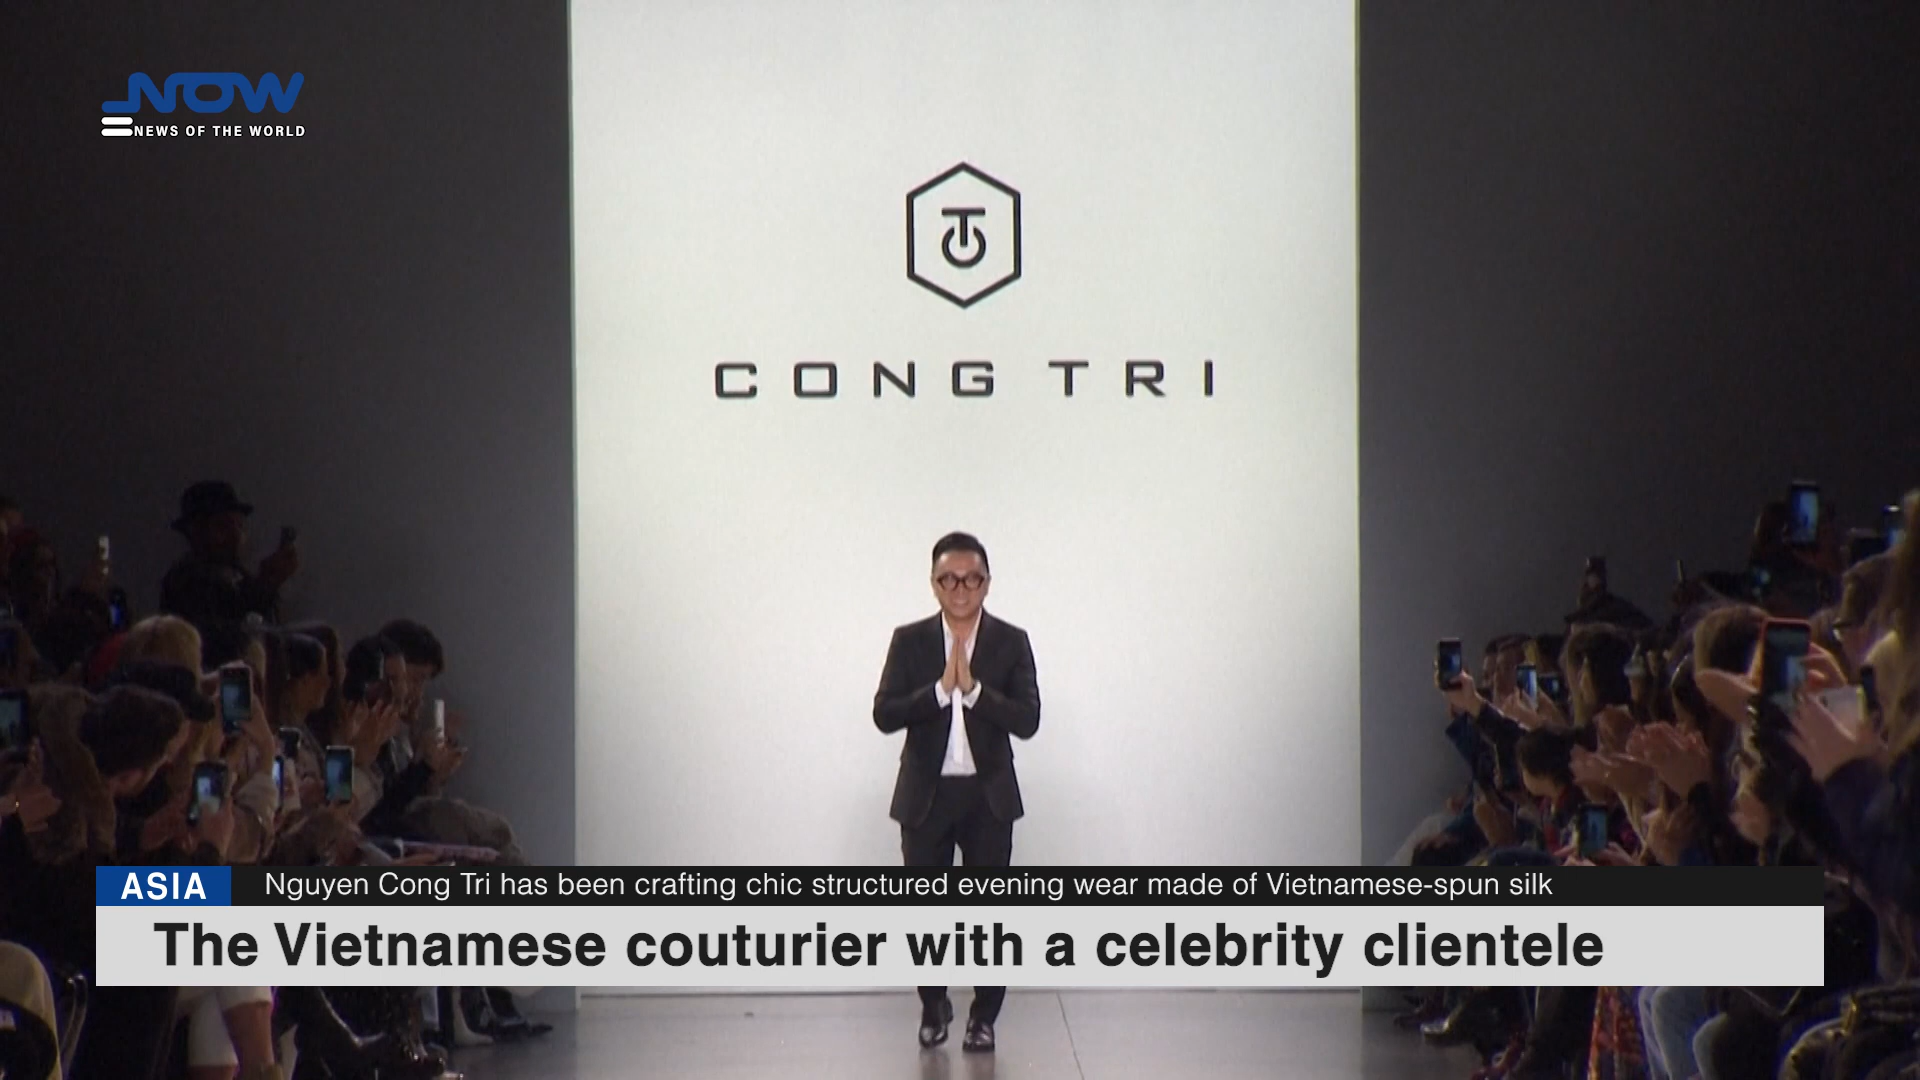 NOW
NEWS OF THE WORLD
CONG TRI
ASIA
Nguyen Cong Tri has been crafting chic structured evening wear made of Vietnamese-spun silk
The Vietnamese couturier with a celebrity clientele